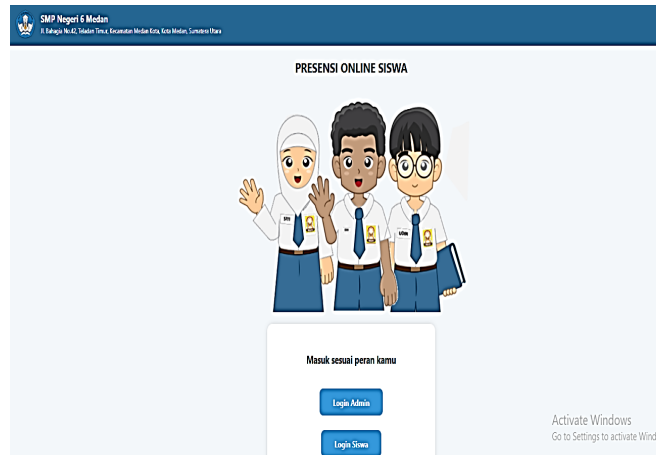 SMP Negeri 6 Medan
Jl. Bahagia No.42, Teladan Timur, Kecamatan Medan Kota, Kota Medan, Sumatera Utara
PRESENSI ONLINE SISWA
Masuk sesuai peran kamu
Login Admin
Login Siswa
Activate Windows
Go to Settings to activate Wind